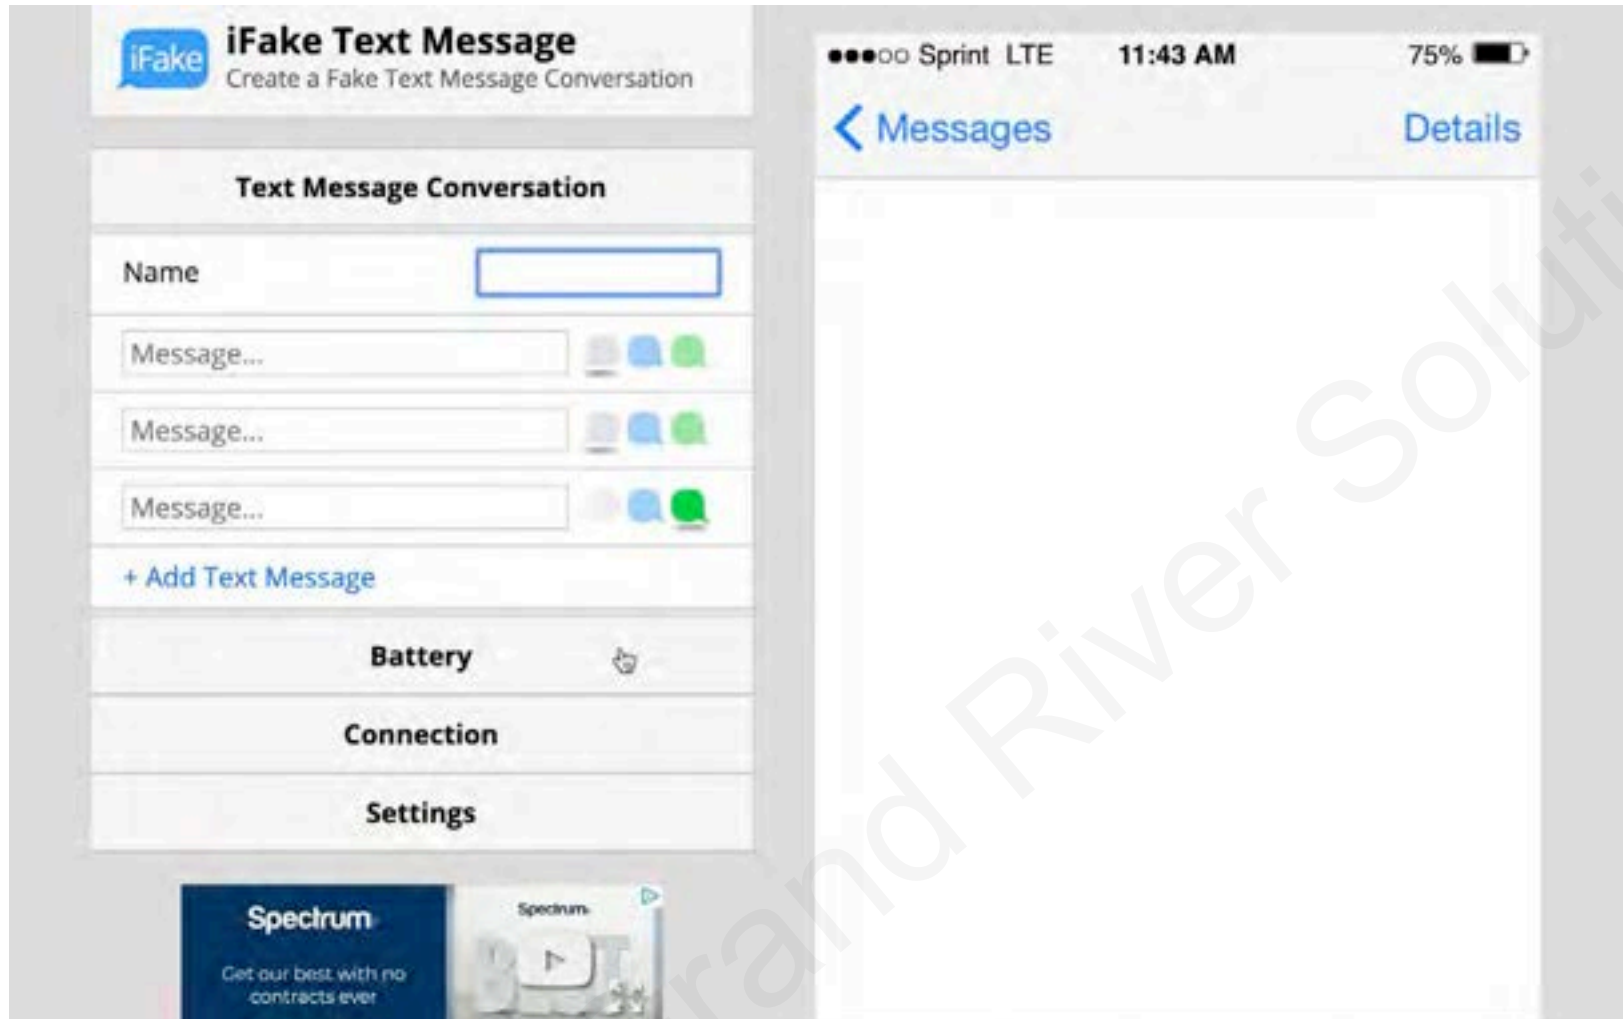 iFake
iFake Text Message
Create a Fake Text Message Conversation
Text Message Conversation
Name
Message...
Message...
Message...
+ Add Text Message
Battery
Connection
Settings
Spectrum
Get our best with no
contracts ever
Spectrum
Sprint LTE 11:43 AM 75%
Messages Details
rand River Soluti